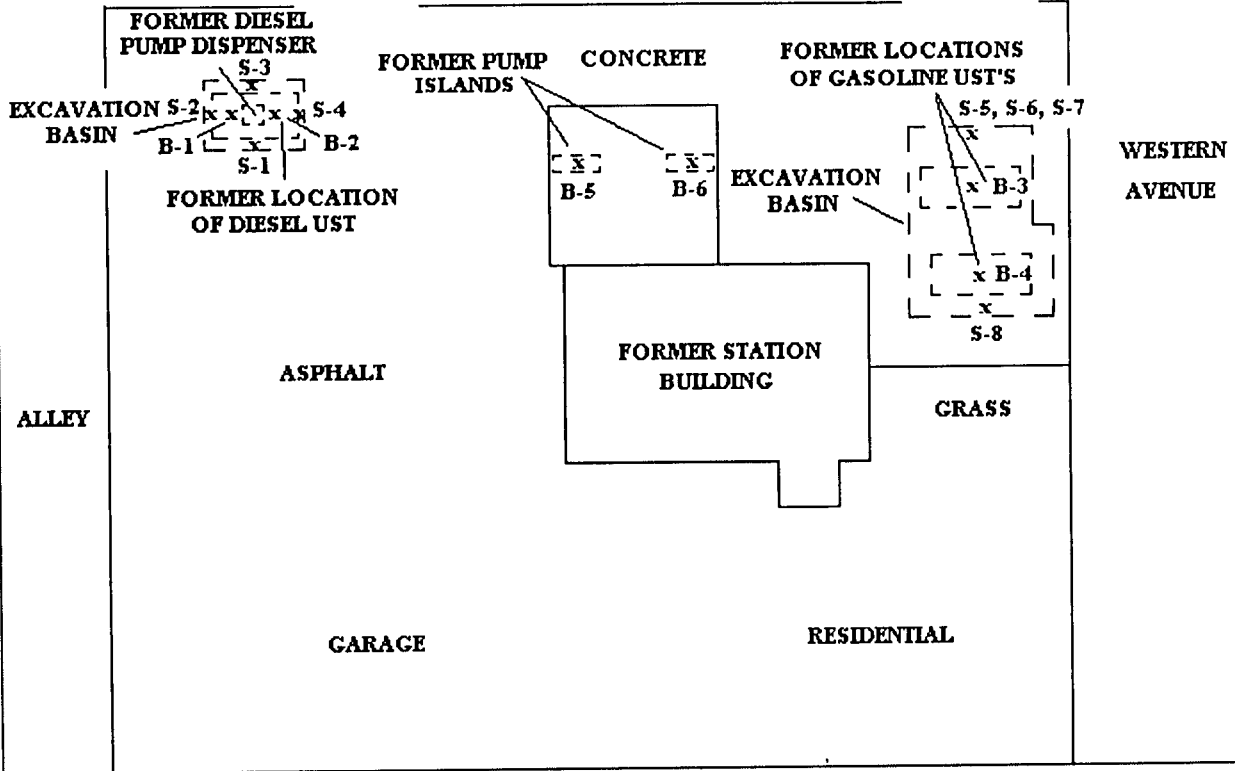 FORMER DIESEL
PUMP DISPENSER
S-3
EXCAVATION
BASIN
S-2
x
x x x x
S-4
B-1
B-2
x
S-1
FORMER LOCATION
OF DIESEL UST
FORMER PUMP
ISLANDS
CONCRETE
x
B-5
x
B-6
FORMER LOCATIONS
OF GASOLINE UST'S
S-5, S-6, S-7
x
x B-3
EXCAVATION
BASIN
x B-4
x
S-8
WESTERN
AVENUE
FORMER STATION
BUILDING
ASPHALT
GRASS
ALLEY
GARAGE
RESIDENTIAL